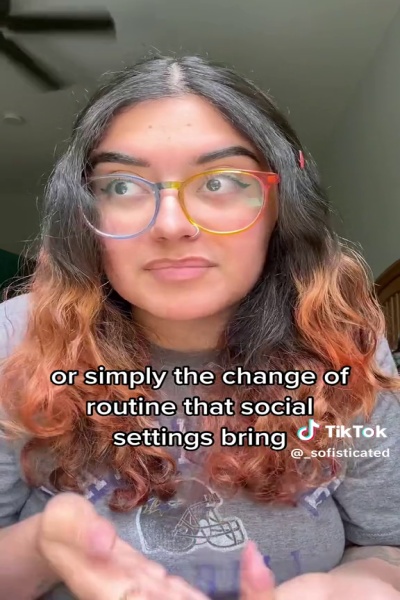 or simply the change of
routine that social
settings bring
TikTok
@_sofisticated